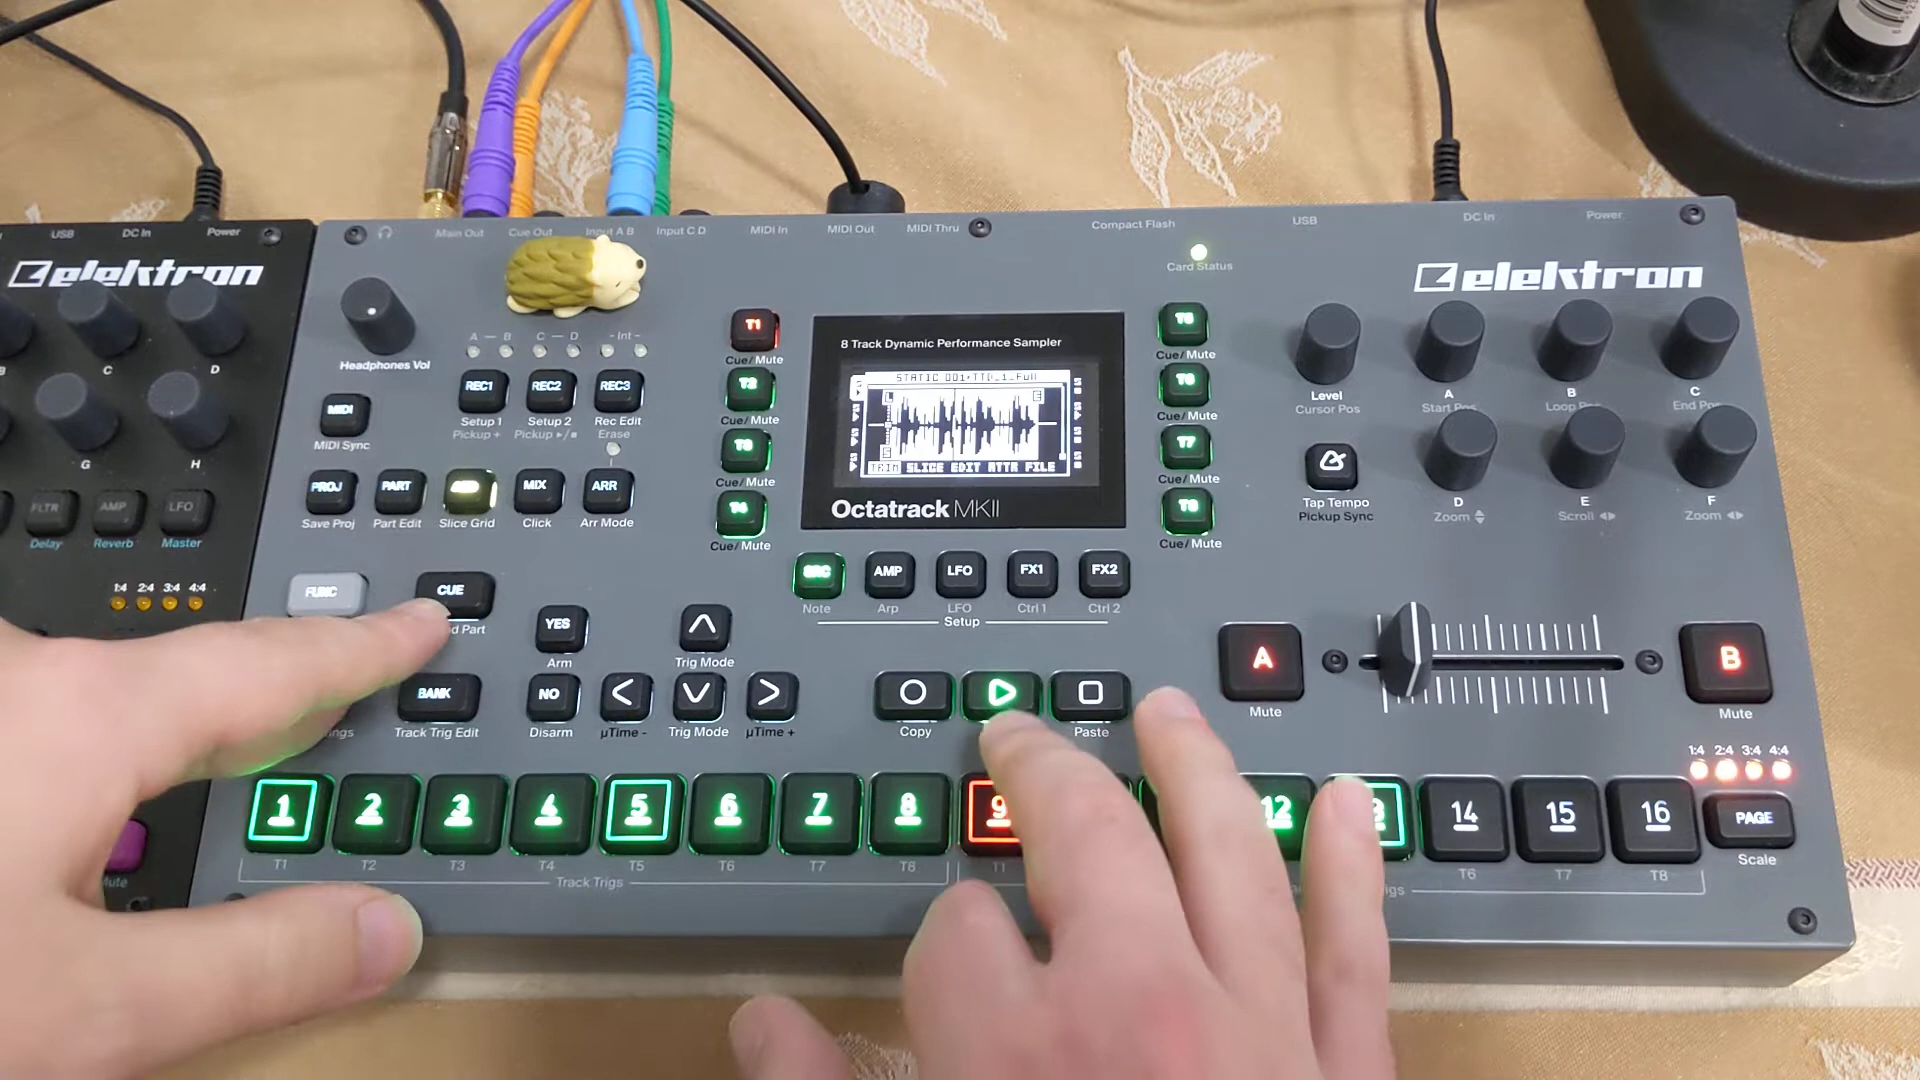 USB
DC In
Power
elektron
C
D
G
H
FLTR
AMP
LFO
Delay
Reverb
Master
1:4 2:4 3:4 4:4
Main Out
Cue Out
Input A B
Input C D
MIDI In
MIDI Out
MIDI Thru
Compact Flash
USB
DC In
Power
Card Status
elektron
Headphones Vol
A — B
C — D
- Int -
REC1
REC2
REC3
Setup 1
Setup 2
Rec Edit
Pickup +
Pickup ▸/■
Erase
MIDI
MIDI Sync
PROJ
PART
MIX
ARR
Save Proj
Part Edit
Slice Grid
Click
Arr Mode
T1
Cue/Mute
T2
Cue/Mute
T3
Cue/Mute
T4
Cue/Mute
8 Track Dynamic Performance Sampler
TRIM SLICE EDIT ATTR FILE
Octatrack MKII
Cue/Mute
Cue/Mute
T7
Cue/Mute
Cue/Mute
Level
Cursor Pos
A
Start Pos
B
Loop Pos
C
End Pos
Tap Tempo
Pickup Sync
D
Zoom
E
Scroll
F
Zoom
SRC
AMP
LFO
FX1
FX2
Note
Arp
LFO
Ctrl 1
Ctrl 2
Setup
FUNC
CUE
Part
YES
Arm
Trig Mode
BANK
Track Trig Edit
NO
Disarm
µTime -
Trig Mode
µTime +
Copy
Paste
A
Mute
B
Mute
1:4 2:4 3:4 4:4
1
2
3
4
5
6
7
8
9
12
14
15
16
PAGE
Scale
T1
T2
T3
T4
T5
T6
T7
T8
T1
T6
T7
T8
Track Trigs